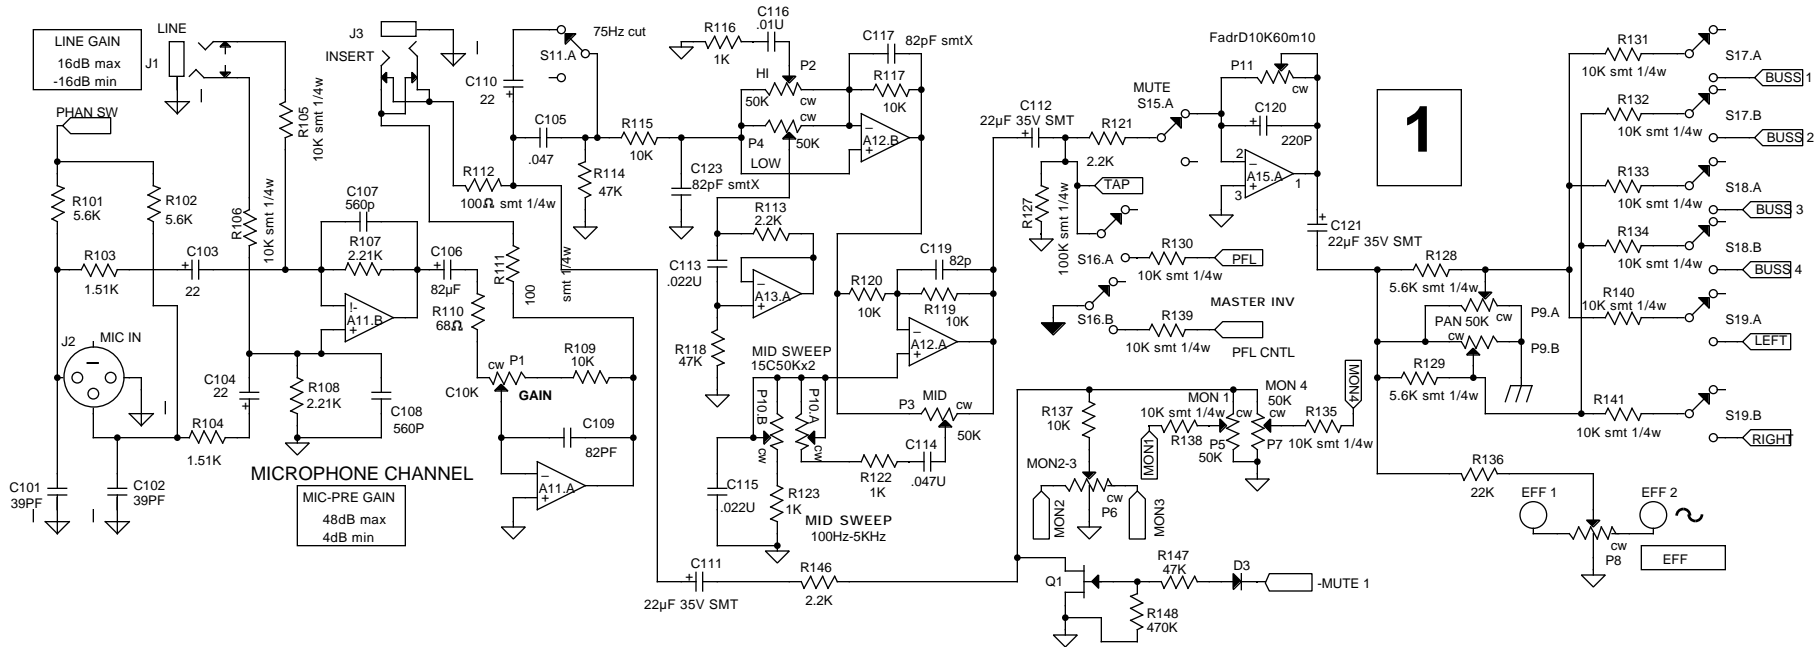 LINE GAIN
16dB max
-16dB min
LINE
J1
PHAN SW
R101
5.6K
R102
5.6K
R103
1.51K
C103
22
R105
10K smt 1/4w
R106
10K smt 1/4w
J2
MIC IN
C101
39PF
C102
39PF
R104
1.51K
C104
22
R108
2.21K
C108
560P
C107
560p
R107
2.21K
A11.B
C106
82µF
R110
68Ω
MICROPHONE CHANNEL
MIC-PRE GAIN
48dB max
4dB min
J3
INSERT
R112
100Ω smt 1/4w
R111
100
smt 1/4w
P1
cw
C10K
GAIN
R109
10K
C109
82PF
A11.A
C110
22
75Hz cut
S11.A
C105
.047
R114
47K
R115
10K
C123
82pF smtX
R116
1K
C116
.01U
HI
P2
50K
cw
P4
cw
50K
LOW
C117
82pF smtX
R117
10K
A12.B
R113
2.2K
C113
.022U
A13.A
R118
47K
C119
82p
R120
10K
R119
10K
A12.A
MID SWEEP
15C50Kx2
P10.B
cw
P10.A
cw
P3
MID
cw
50K
C114
.047U
R122
1K
C115
.022U
R123
1K
MID SWEEP
100Hz-5KHz
C111
22µF 35V SMT
R146
2.2K
C112
22µF 35V SMT
R121
2.2K
R127
100K smt 1/4w
TAP
MUTE
S15.A
FadrD10K60m10
P11
cw
C120
220P
2
3
1
A15.A
C121
22µF 35V SMT
S16.A
R130
10K smt 1/4w
PFL
S16.B
MASTER INV
R139
10K smt 1/4w
PFL CNTL
R137
10K
MON2-3
MON2
cw
P6
MON3
MON1
10K smt 1/4w
R138
MON 1
cw
P5
50K
MON 4
50K
cw
P7
R135
10K smt 1/4w
MON4
Q1
R147
47K
R148
470K
D3
-MUTE 1
1
R128
5.6K smt 1/4w
PAN 50K
cw
P9.A
cw
P9.B
R129
5.6K smt 1/4w
R136
22K
EFF 1
EFF 2
cw
P8
EFF
R131
10K smt 1/4w
S17.A
BUSS 1
R132
10K smt 1/4w
S17.B
BUSS 2
R133
10K smt 1/4w
S18.A
BUSS 3
R134
10K smt 1/4w
S18.B
BUSS 4
R140
10K smt 1/4w
S19.A
LEFT
R141
10K smt 1/4w
S19.B
RIGHT